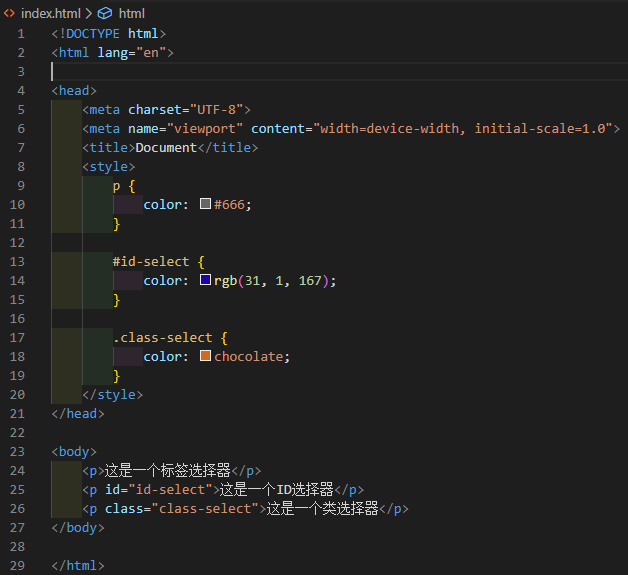 index.html > html
1 <!DOCTYPE html>
2 <html lang="en">
3
4 <head>
5     <meta charset="UTF-8">
6     <meta name="viewport" content="width=device-width, initial-scale=1.0">
7     <title>Document</title>
8     <style>
9         p {
10             color: #666;
11         }
12
13         #id-select {
14             color: rgb(31, 1, 167);
15         }
16
17         .class-select {
18             color: chocolate;
19         }
20     </style>
21 </head>
22
23 <body>
24     <p>这是一个标签选择器</p>
25     <p id="id-select">这是一个ID选择器</p>
26     <p class="class-select">这是一个类选择器</p>
27 </body>
28
29 </html>